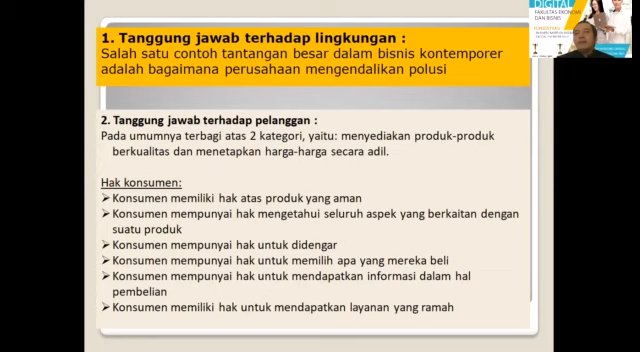 1. Tanggung jawab terhadap lingkungan :
Salah satu contoh tantangan besar dalam bisnis kontemporer
adalah bagaimana perusahaan mengendalikan polusi
2. Tanggung jawab terhadap pelanggan :
Pada umumnya terbagi atas 2 kategori, yaitu: menyediakan produk-produk
berkualitas dan menetapkan harga-harga secara adil.
Hak konsumen:
➢Konsumen memiliki hak atas produk yang aman
➢Konsumen mempunyai hak mengetahui seluruh aspek yang berkaitan dengan
suatu produk
➢Konsumen mempunyai hak untuk didengar
➢Konsumen mempunyai hak untuk memilih apa yang mereka beli
➢Konsumen mempunyai hak untuk mendapatkan informasi dalam hal
pembelian
➢Konsumen memiliki hak untuk mendapatkan layanan yang ramah
DIGITAL
FAKULTAS EKONOMI
DAN BISNIS